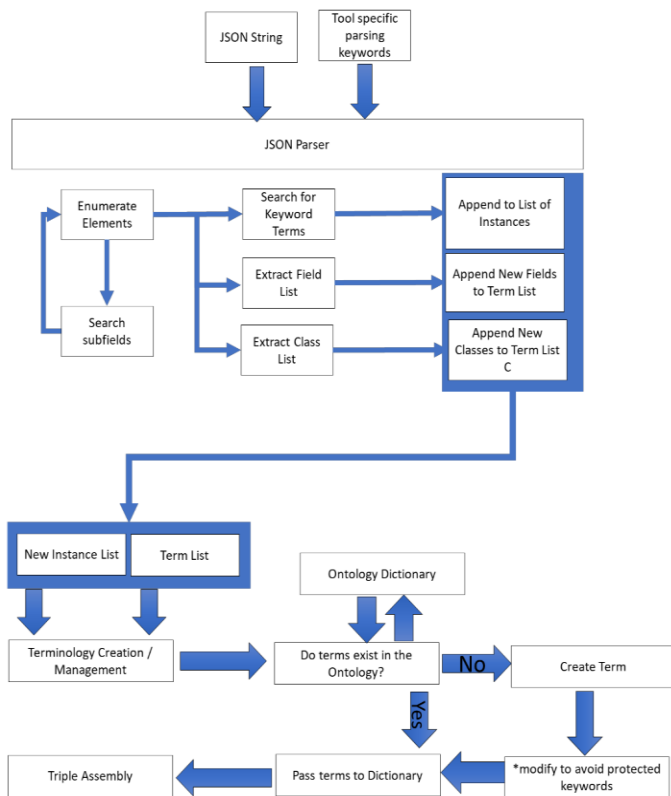 JSON String
Tool specific
parsing
keywords
JSON Parser
Enumerate
Elements
Search for
Keyword
Terms
Append to List of
Instances
Extract Field
List
Append New Fields
to Term List
Search
subfields
Extract Class
List
Append New
Classes to Term List
C
New Instance List
Term List
Ontology Dictionary
Terminology Creation /
Management
Do terms exist in the
Ontology?
No
Create Term
Yes
Triple Assembly
Pass terms to Dictionary
*modify to avoid protected
keywords